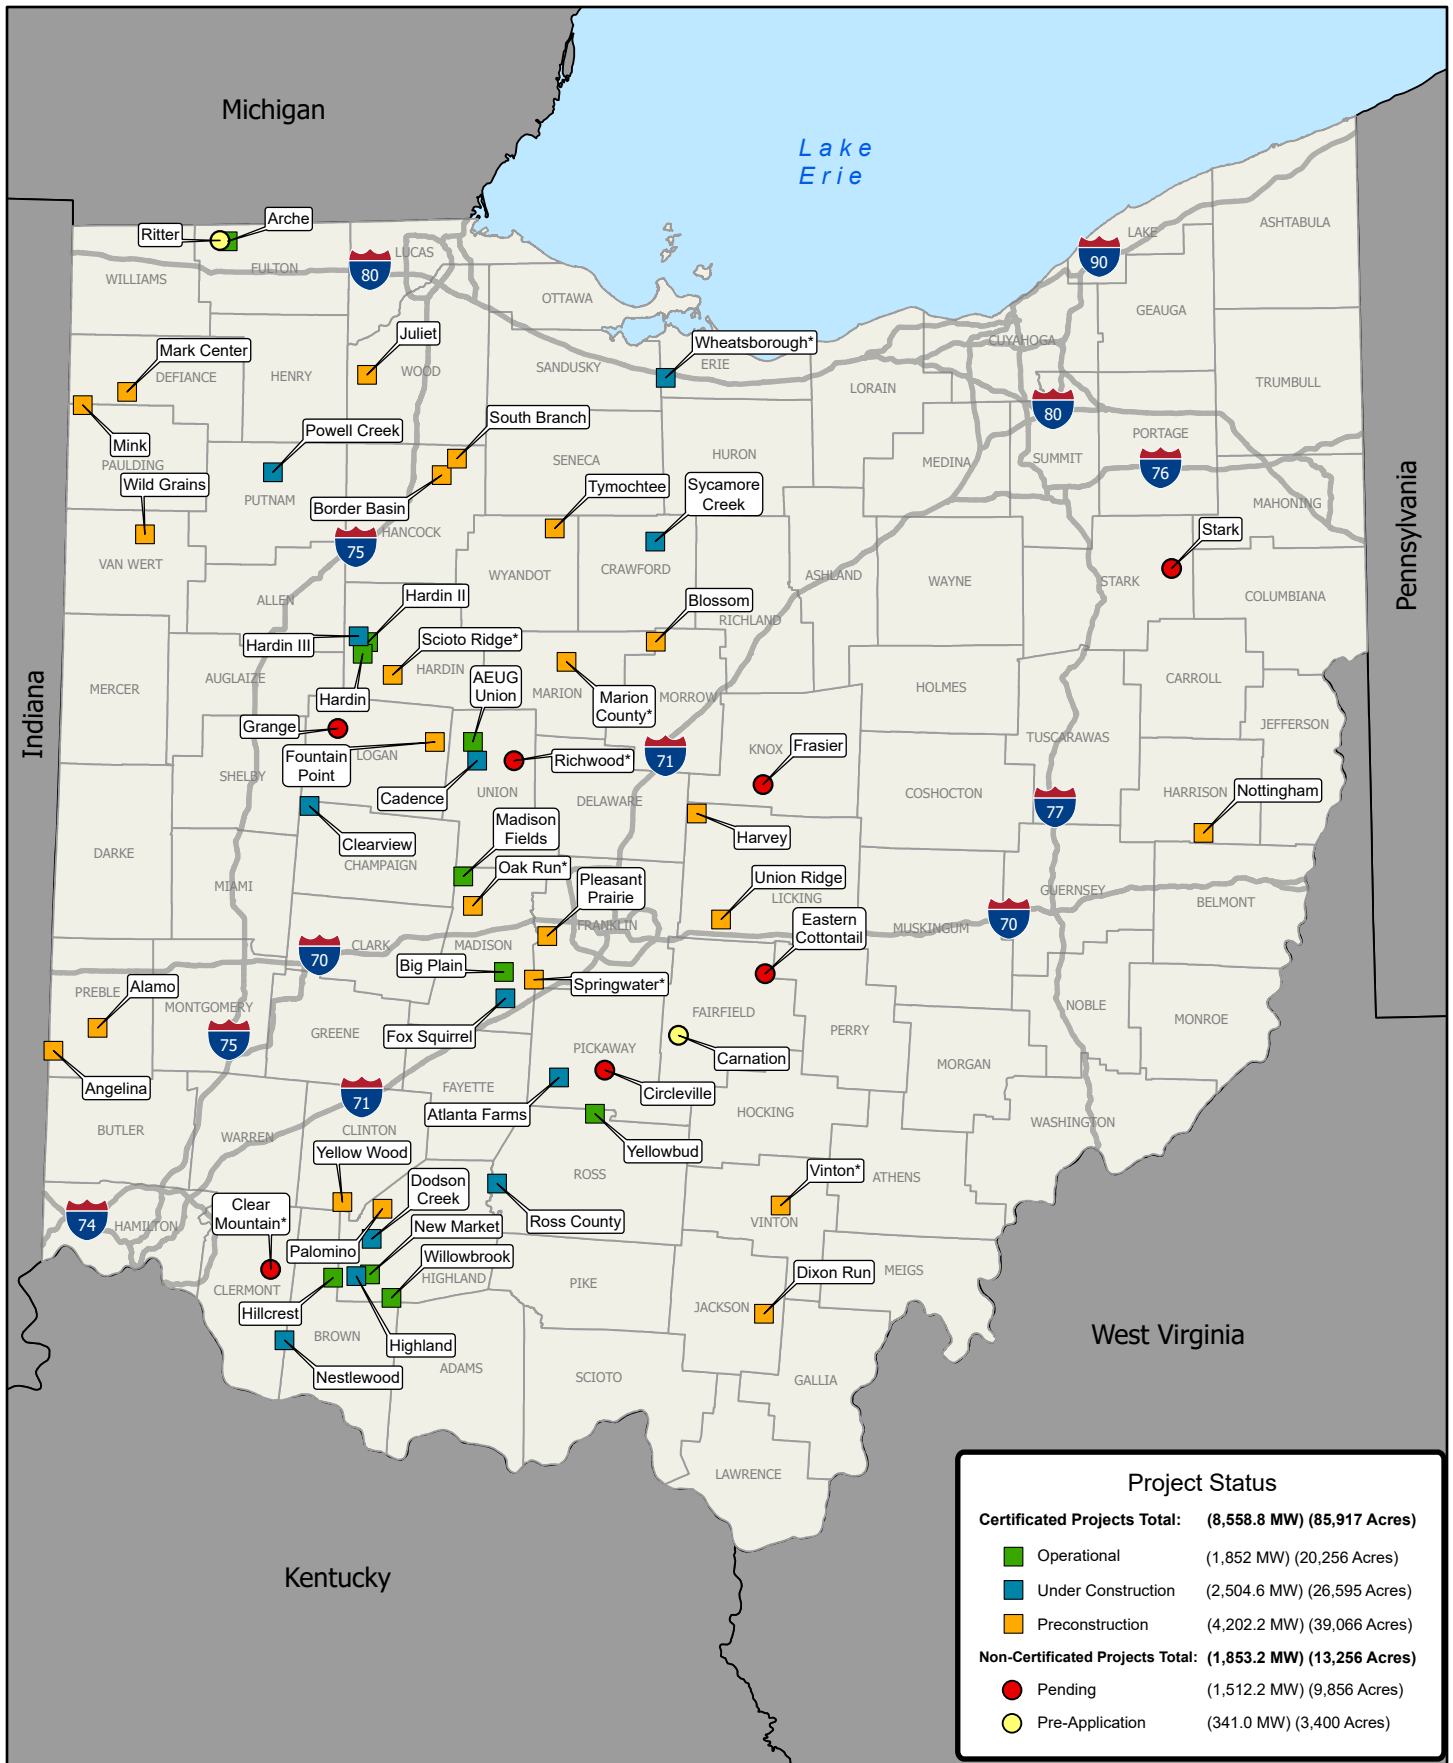 Michigan
Lake
Erie
Ritter
Arche
WILLIAMS
FULTON
80
LUCAS
OTTAWA
90
LAKE
ASHTABULA
GEAUGA
Mark Center
DEFIANCE
HENRY
Juliet
WOOD
SANDUSKY
Wheatsborough*
ERIE
CUYAHOGA
LORAIN
80
TRUMBULL
Mink
PAULDING
Wild Grains
Powell Creek
PUTNAM
South Branch
Border Basin
HANCOCK
SENECA
Tymochtee
HURON
Sycamore
Creek
MEDINA
SUMMIT
PORTAGE
76
MAHONING
Stark
STARK
COLUMBIANA
Pennsylvania
VAN WERT
75
ALLEN
WYANDOT
CRAWFORD
ASHLAND
WAYNE
Hardin II
Hardin III
Scioto Ridge*
HARDIN
Blossom
RICHLAND
Indiana
MERCER
AUGLAIZE
Hardin
AEUG
Union
MARION
Marion
County*
MORROW
HOLMES
CARROLL
JEFFERSON
Grange
Fountain
Point
LOGAN
Richwood*
71
KNOX
Frasier
TUSCARAWAS
SHELBY
Cadence
UNION
DELAWARE
COSHOCTON
77
HARRISON
Nottingham
Clearview
CHAMPAIGN
Madison
Fields
Harvey
DARKE
MIAMI
Oak Run*
Pleasant
Prairie
FRANKLIN
Union Ridge
LICKING
Eastern
Cottontail
MUSKINGUM
70
GUERNSEY
BELMONT
CLARK
70
MADISON
Big Plain
Springwater*
PREBLE
Alamo
MONTGOMERY
75
GREENE
Fox Squirrel
FAIRFIELD
PERRY
NOBLE
MONROE
Angelina
PICKAWAY
Carnation
MORGAN
Circleville
71
FAYETTE
Atlanta Farms
HOCKING
BUTLER
WARREN
CLINTON
Yellowbud
WASHINGTON
Yellow Wood
ROSS
Vinton*
ATHENS
Dodson
Creek
Clear
Mountain*
74
HAMILTON
Ross County
VINTON
New Market
Palomino
Willowbrook
HIGHLAND
PIKE
Dixon Run
MEIGS
CLERMONT
Hillcrest
JACKSON
BROWN
Highland
Nestlewood
ADAMS
SCIOTO
GALLIA
West Virginia
LAWRENCE
Kentucky
Project Status
Certificated Projects Total: (8,558.8 MW) (85,917 Acres)
Operational (1,852 MW) (20,256 Acres)
Under Construction (2,504.6 MW) (26,595 Acres)
Preconstruction (4,202.2 MW) (39,066 Acres)
Non-Certificated Projects Total: (1,853.2 MW) (13,256 Acres)
Pending (1,512.2 MW) (9,856 Acres)
Pre-Application (341.0 MW) (3,400 Acres)